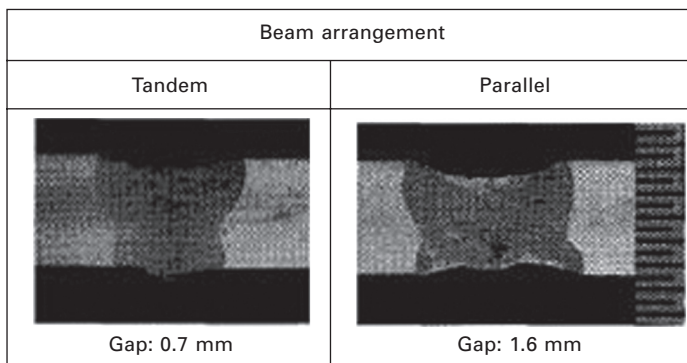 Beam arrangement
Tandem
Parallel
Gap: 0.7 mm
Gap: 1.6 mm